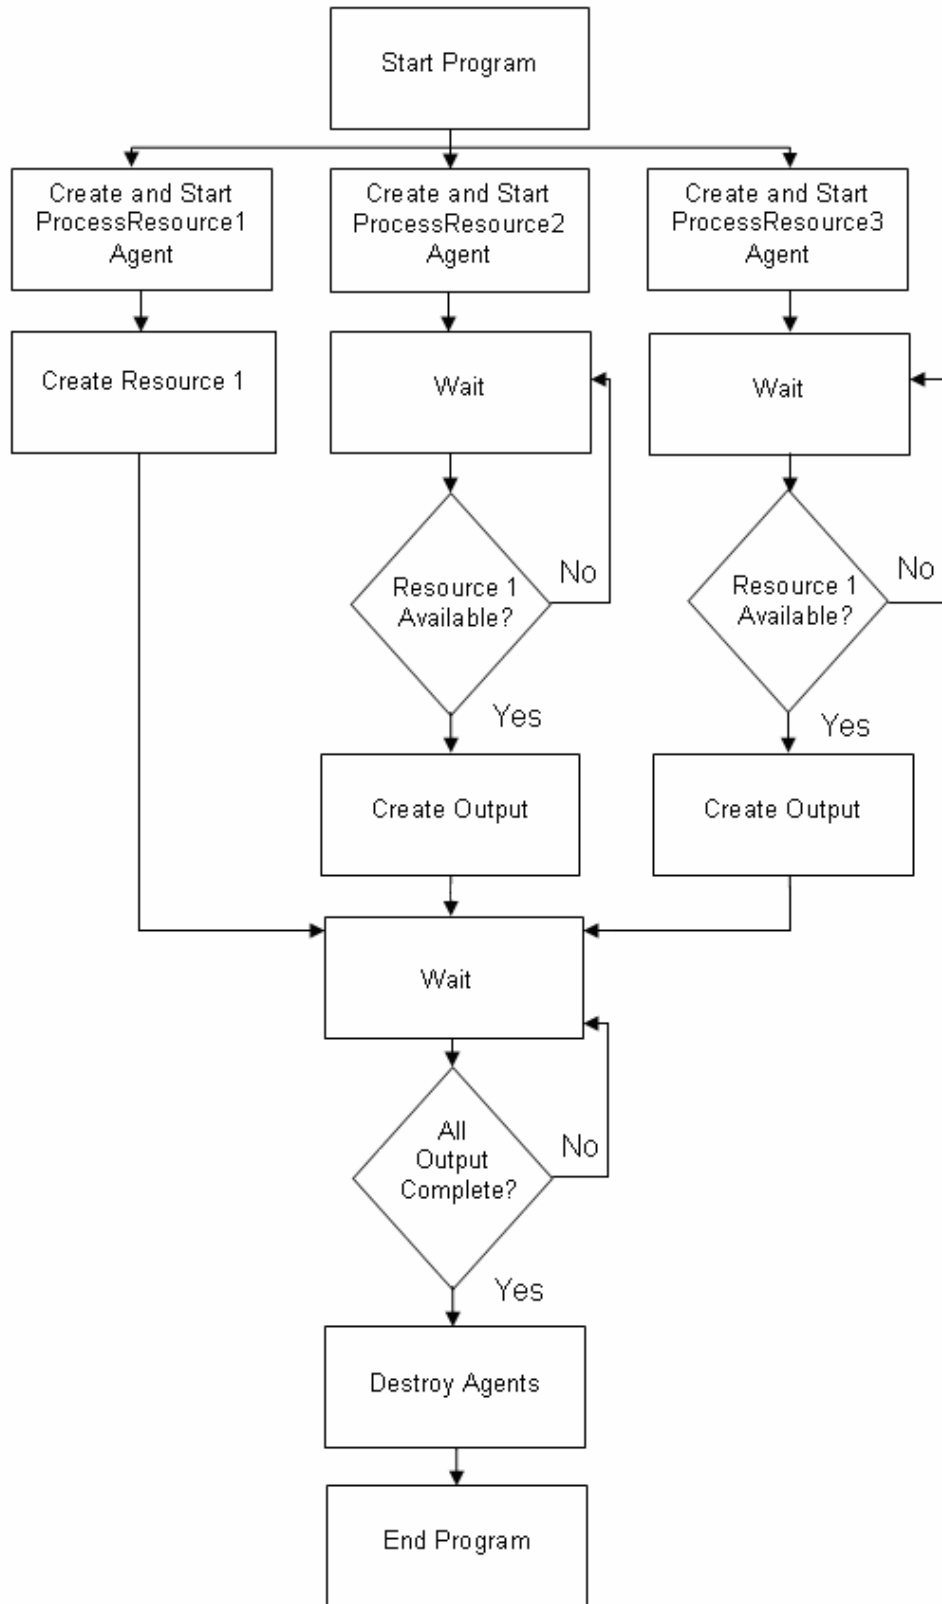 Start Program
Create and Start
ProcessResource1
Agent
Create and Start
ProcessResource2
Agent
Create and Start
ProcessResource3
Agent
Create Resource 1
Wait
Wait
Resource 1
Available?
No
Resource 1
Available?
No
Yes
Yes
Create Output
Create Output
Wait
All
Output
Complete?
No
Yes
Destroy Agents
End Program